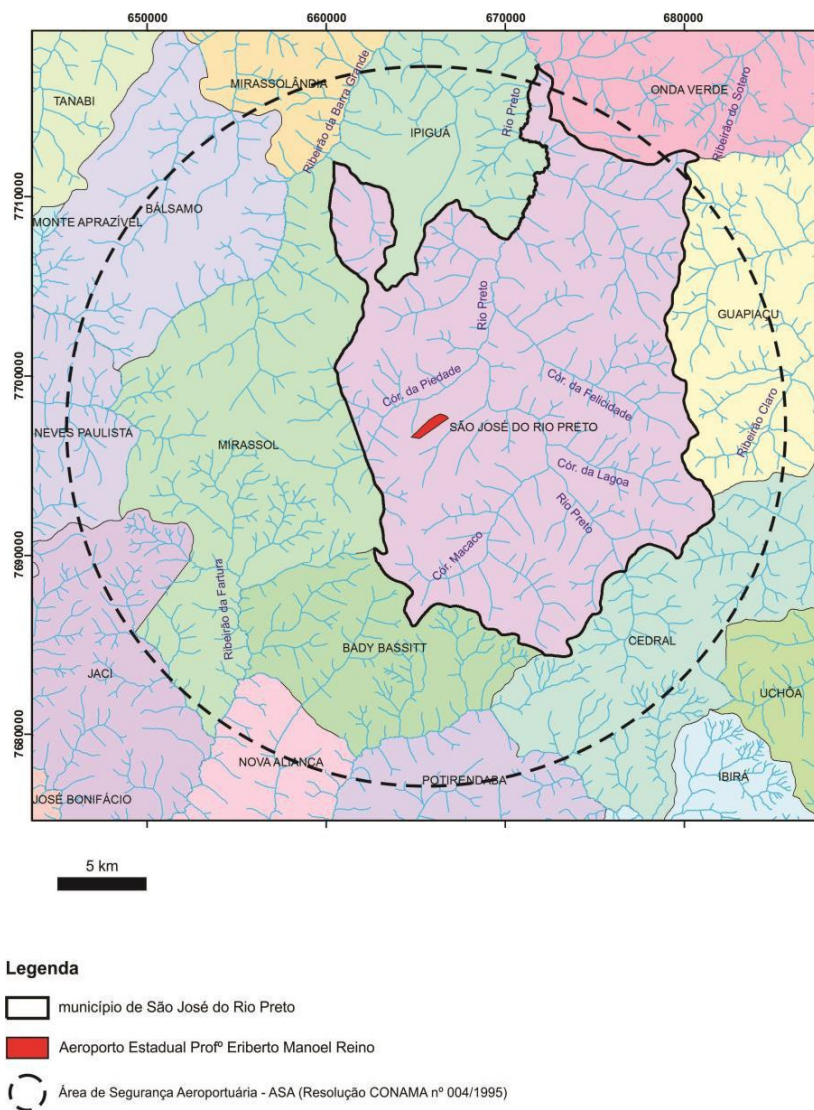 650000
660000
670000
680000
MIRASSOLÂNDIA
ONDA VERDE
TANABI
Ribeirão da Barra Grande
IPIGUÁ
Rio Preto
Ribeirão do Sotero
7710000
BÁLSAMO
MONTE APRAZÍVEL
Rio Preto
GUAPIAÇU
7700000
Cór. da Piedade
Cór. da Felicidade
Ribeirão Claro
NEVES PAULISTA
MIRASSOL
SÃO JOSÉ DO RIO PRETO
Cór. da Lagoa
Rio Preto
7690000
Cór. Macaco
Ribeirão da Fartura
BADY BASSITT
CEDRAL
JACI
UCHÔA
7680000
NOVA ALIANÇA
POTIRENDABA
IBIRÁ
JOSÉ BONIFÁCIO
5 km
Legenda
município de São José do Rio Preto
Aeroporto Estadual Profº Eriberto Manoel Reino
Área de Segurança Aeroportuária - ASA (Resolução CONAMA nº 004/1995)